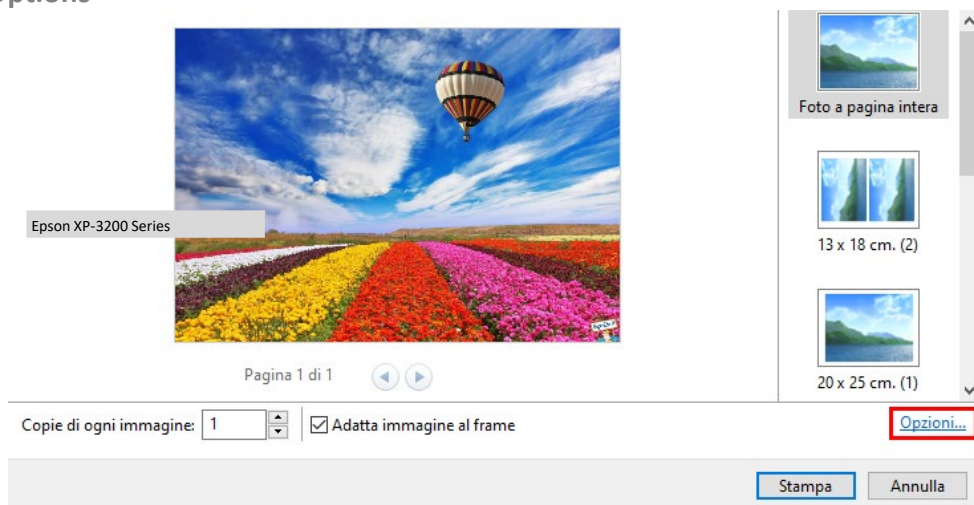 Options
Foto a pagina intera
Epson XP-3200 Series
13 x 18 cm. (2)
20 x 25 cm. (1)
Pagina 1 di 1
Copie di ogni immagine: 1 Adatta immagine al frame Opzioni...
Stampa Annulla